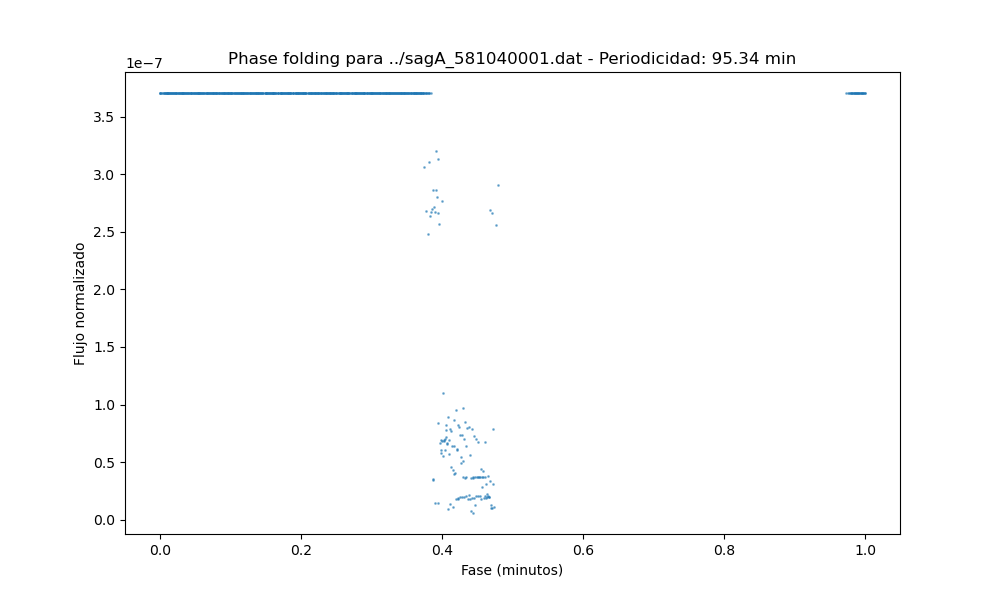 Phase folding para ../sagA_581040001.dat - Periodicidad: 95.34 min
1e−7
3.5
3.0
2.5
2.0
1.5
1.0
0.5
0.0
Flujo normalizado
0.0 0.2 0.4 0.6 0.8 1.0
Fase (minutos)